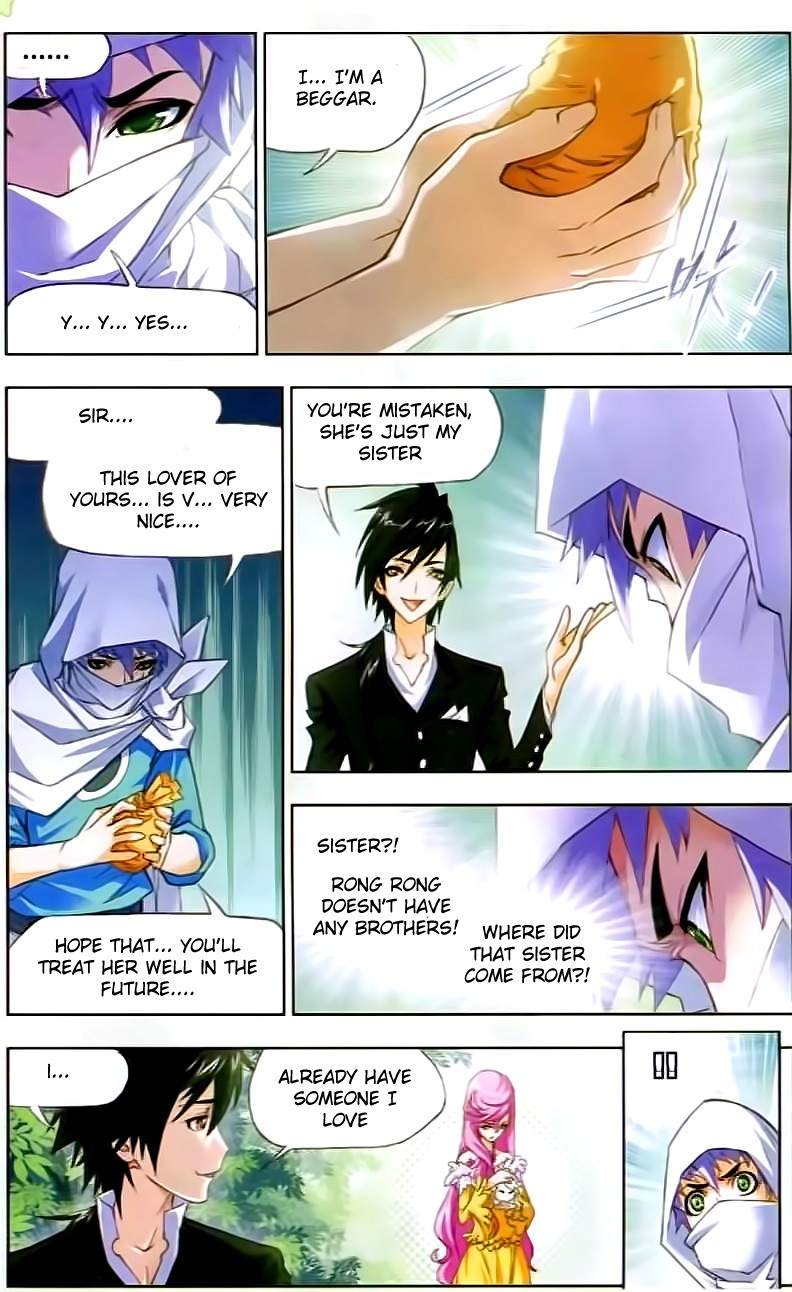 ......
Y... Y... YES...
I... I'M A
BEGGAR.
SIR....
THIS LOVER OF
YOURS... IS V... VERY
NICE....
HOPE THAT... YOU'LL
TREAT HER WELL IN THE
FUTURE....
YOU'RE MISTAKEN,
SHE'S JUST MY
SISTER
SISTER?!
RONG RONG
DOESN'T HAVE
ANY BROTHERS!
WHERE DID
THAT SISTER
COME FROM?!
I...
ALREADY HAVE
SOMEONE I
LOVE
!!